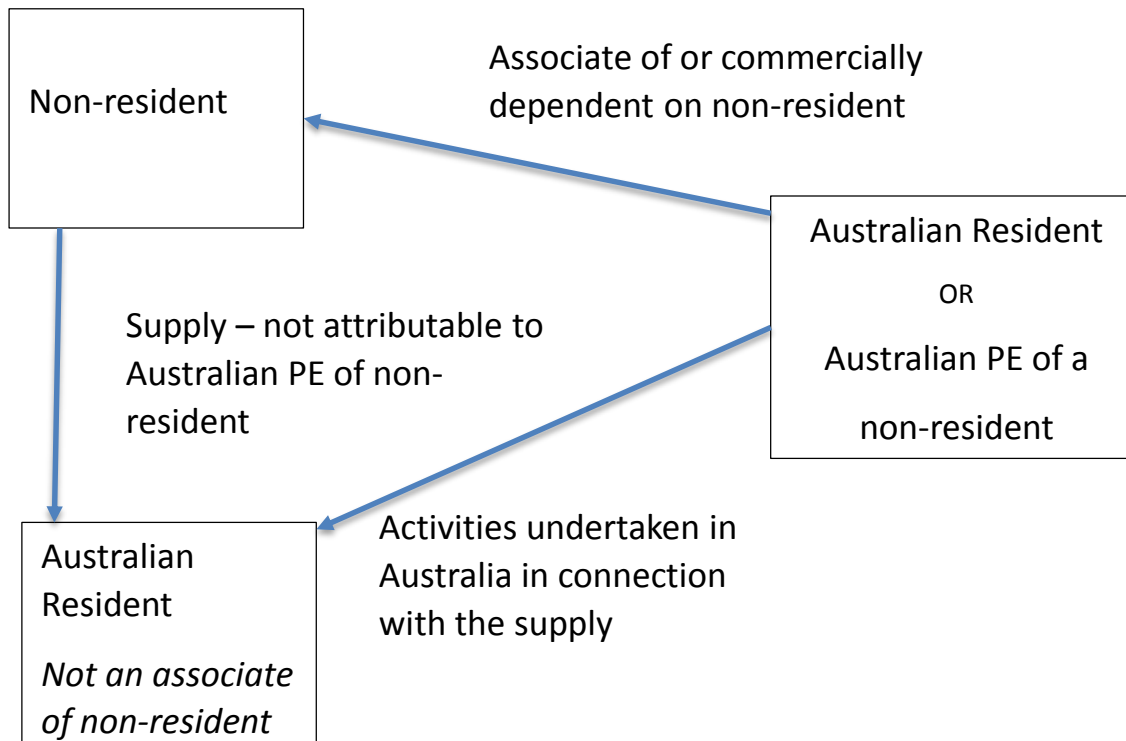 Non-resident
Associate of or commercially
dependent on non-resident
Australian Resident
OR
Australian PE of a
non-resident
Supply – not attributable to
Australian PE of non-
resident
Activities undertaken in
Australia in connection
with the supply
Australian
Resident
Not an associate
of non-resident